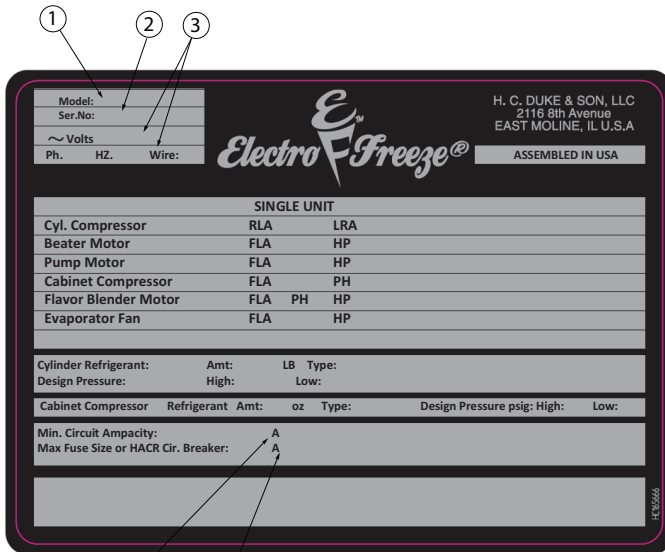 1 2 3
Model:
Ser.No:
~ Volts
Ph. HZ. Wire:
Electro Freeze®
E F ™
H. C. DUKE & SON, LLC
2116 8th Avenue
EAST MOLINE, IL U.S.A
ASSEMBLED IN USA
SINGLE UNIT
Cyl. Compressor RLA LRA
Beater Motor FLA HP
Pump Motor FLA HP
Cabinet Compressor FLA PH
Flavor Blender Motor FLA PH HP
Evaporator Fan FLA HP
Cylinder Refrigerant: Amt: LB Type:
Design Pressure: High: Low:
Cabinet Compressor Refrigerant Amt: oz Type: Design Pressure psig: High: Low:
Min. Circuit Ampacity: A
Max Fuse Size or HACR Cir. Breaker: A
HC165666